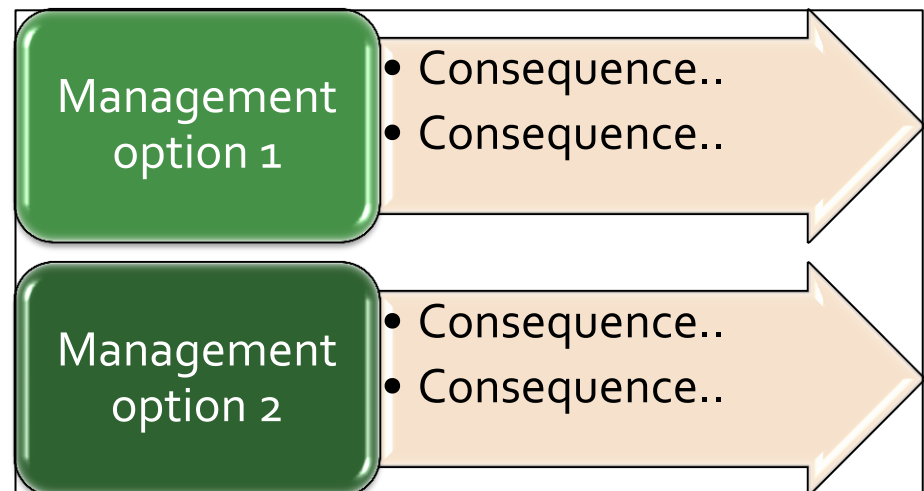 Management
option 1
• Consequence..
• Consequence..
Management
option 2
• Consequence..
• Consequence..